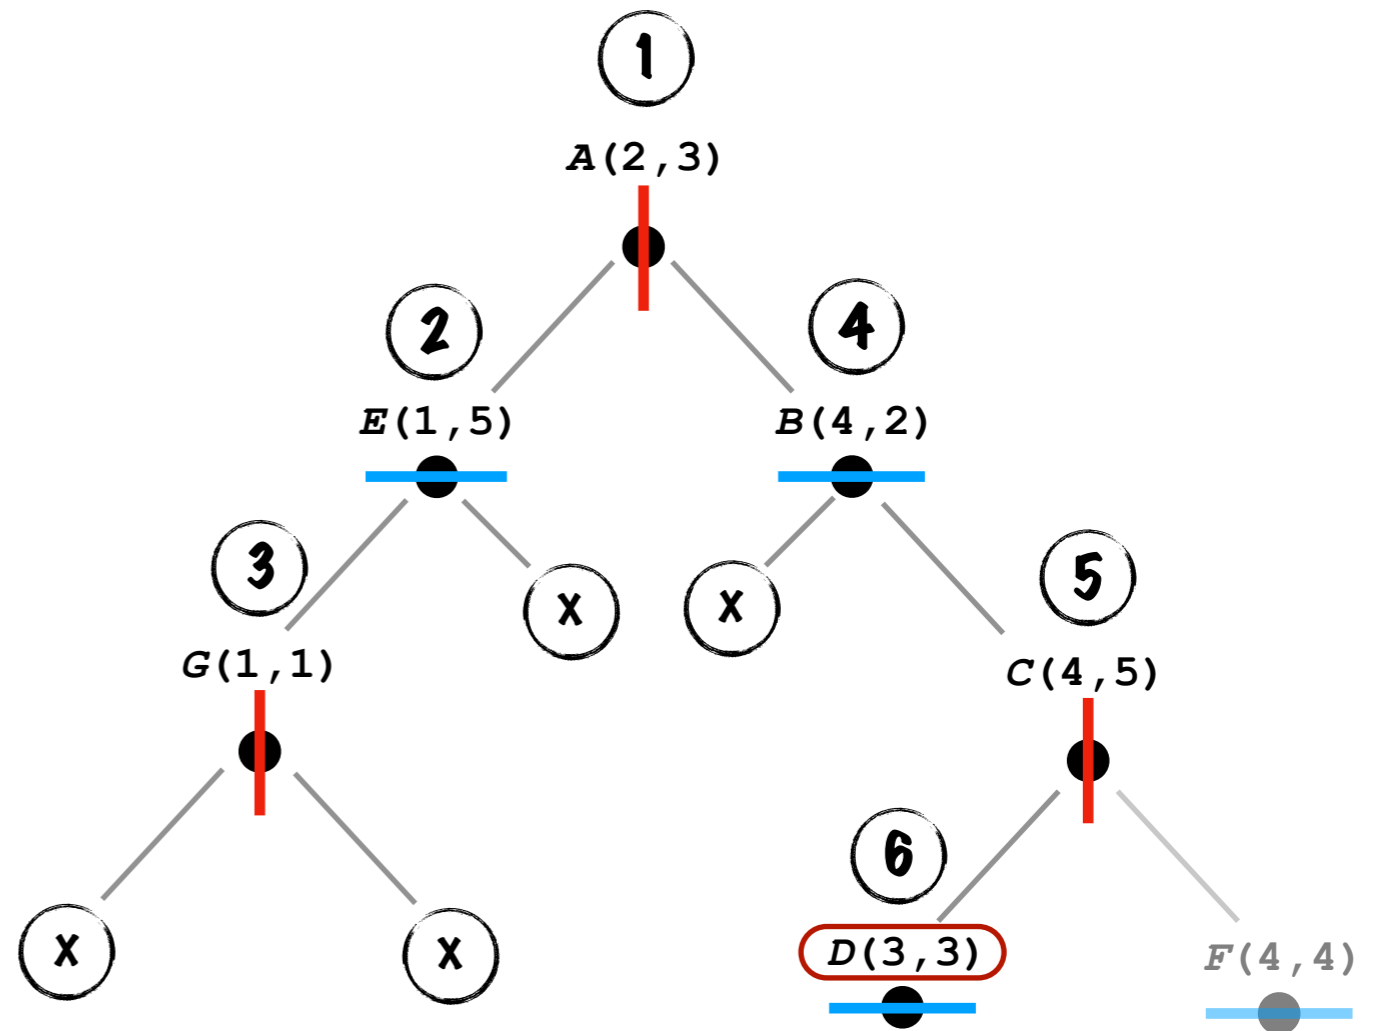 1
A(2,3)
2
4
E(1,5)
B(4,2)
3
5
X
X
G(1,1)
C(4,5)
6
X
X
D(3,3)
F(4,4)